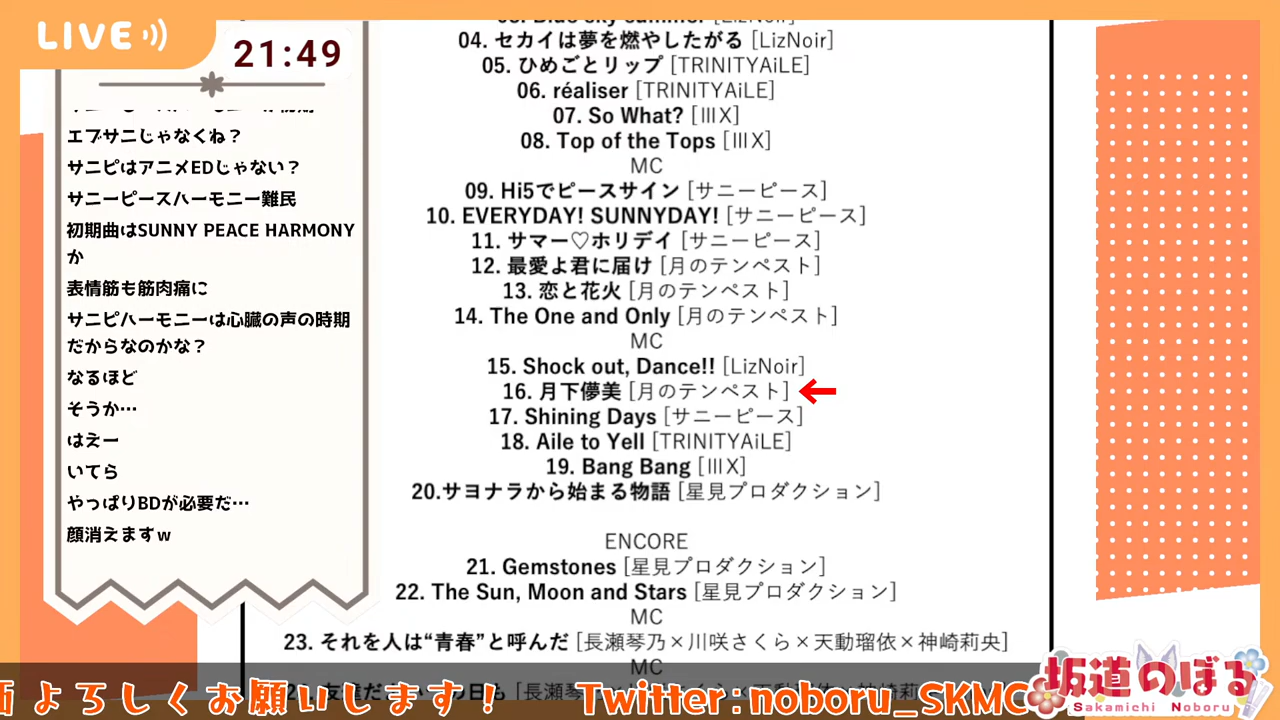 LIVE
21:49
エブサニじゃなくね？
サニピはアニメEDじゃない？
サニーピースハーモニー難民
初期曲はSUNNY PEACE HARMONY
か
表情筋も筋肉痛に
サニピハーモニーは心臓の声の時期
だからなのかな？
なるほど
そうか…
はえー
いてら
やっぱりBDが必要だ…
顔消えますw
03. Blue sky summer [LizNoir]
04. セカイは夢を燃やしたがる [LizNoir]
05. ひめごとリップ [TRINITYAiLE]
06. réaliser [TRINITYAiLE]
07. So What? [ⅢX]
08. Top of the Tops [ⅢX]
MC
09. Hi5でピースサイン [サニーピース]
10. EVERYDAY! SUNNYDAY! [サニーピース]
11. サマー♡ホリデイ [サニーピース]
12. 最愛よ君に届け [月のテンペスト]
13. 恋と花火 [月のテンペスト]
14. The One and Only [月のテンペスト]
MC
15. Shock out, Dance!! [LizNoir]
16. 月下儚美 [月のテンペスト]
17. Shining Days [サニーピース]
18. Aile to Yell [TRINITYAiLE]
19. Bang Bang [ⅢX]
20.サヨナラから始まる物語 [星見プロダクション]
ENCORE
21. Gemstones [星見プロダクション]
22. The Sun, Moon and Stars [星見プロダクション]
MC
23. それを人は“青春”と呼んだ [長瀬琴乃×川咲さくら×天動瑠依×神崎莉央]
MC
よろしくお願いします！ Twitter:noboru_SKMC
坂道のぼる
Sakamichi Noboru